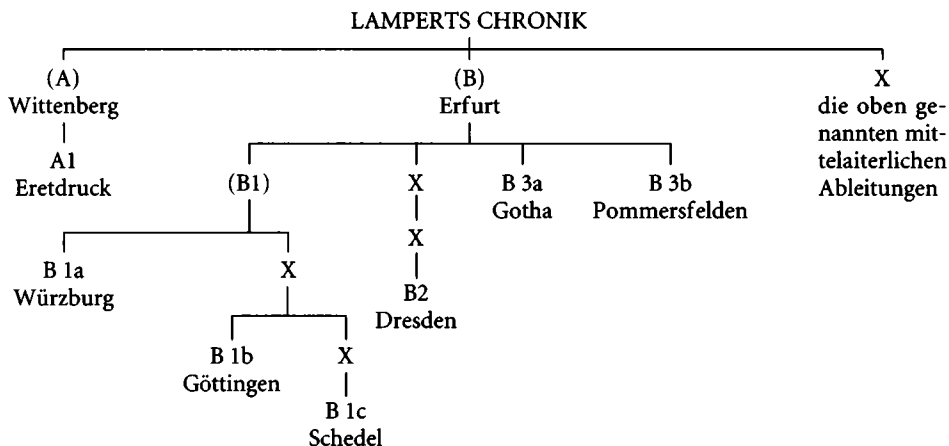 LAMPERTS CHRONIK
(A)
Wittenberg
(B)
Erfurt
X
die oben ge-
nannten mit-
telaiterlichen
Ableitungen
A1
Eretdruck
(B1)
X
B 3a
Gotha
B 3b
Pommersfelden
X
B 1a
Würzburg
X
B2
Dresden
B 1b
Göttingen
X
B 1c
Schedel